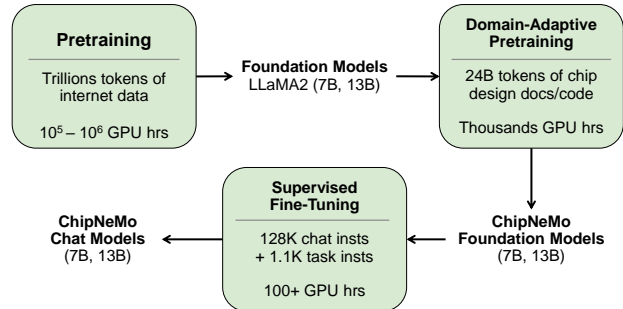 Pretraining
Trillions tokens of
internet data
10⁵ – 10⁶ GPU hrs
Foundation Models
LLaMA2 (7B, 13B)
Domain-Adaptive
Pretraining
24B tokens of chip
design docs/code
Thousands GPU hrs
ChipNeMo
Foundation Models
(7B, 13B)
Supervised
Fine-Tuning
128K chat insts
+ 1.1K task insts
100+ GPU hrs
ChipNeMo
Chat Models
(7B, 13B)